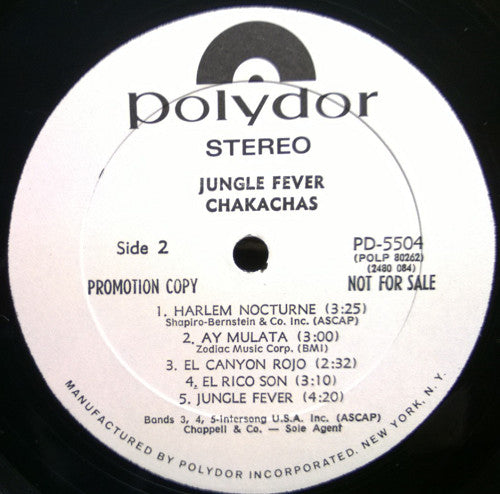 polydor
STEREO
JUNGLE FEVER
CHAKACHAS
Side 2
PD-5504
(POLP 80262)
(2480 084)
PROMOTION COPY
NOT FOR SALE
1. HARLEM NOCTURNE (3:25)
Shapiro-Bernstein & Co. Inc. (ASCAP)
2. AY MULATA (3:00)
Zodiac Music Corp. (BMI)
3. EL CANYON ROJO (2:32)
4. EL RICO SON (3:10)
5. JUNGLE FEVER (4:20)
Bands 3, 4, 5-Intersong U.S.A. Inc. (ASCAP)
Chappell & Co. — Sole Agent
MANUFACTURED BY POLYDOR INCORPORATED. NEW YORK, N. Y.